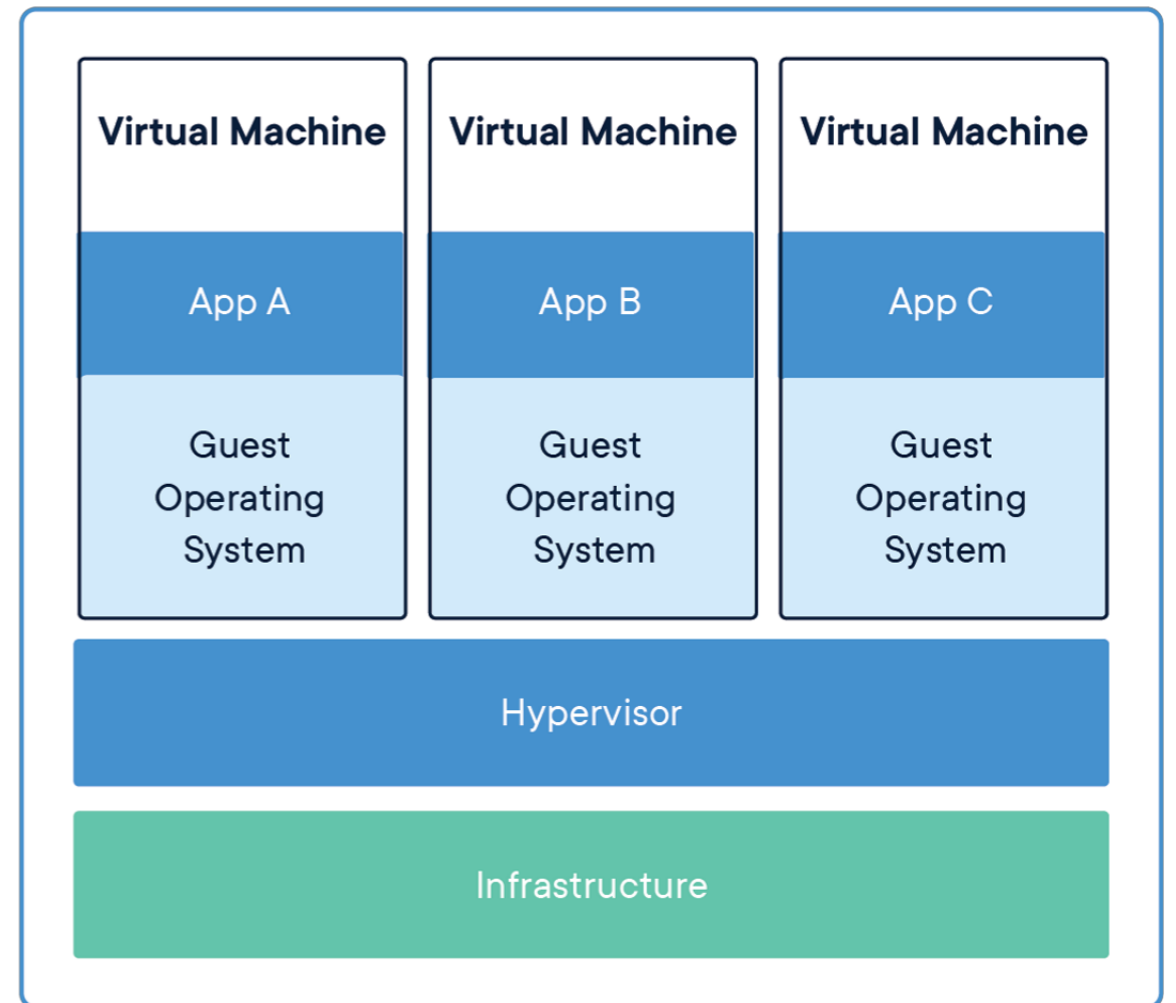 Virtual Machine
App A
Guest
Operating
System
Virtual Machine
App B
Guest
Operating
System
Virtual Machine
App C
Guest
Operating
System
Hypervisor
Infrastructure